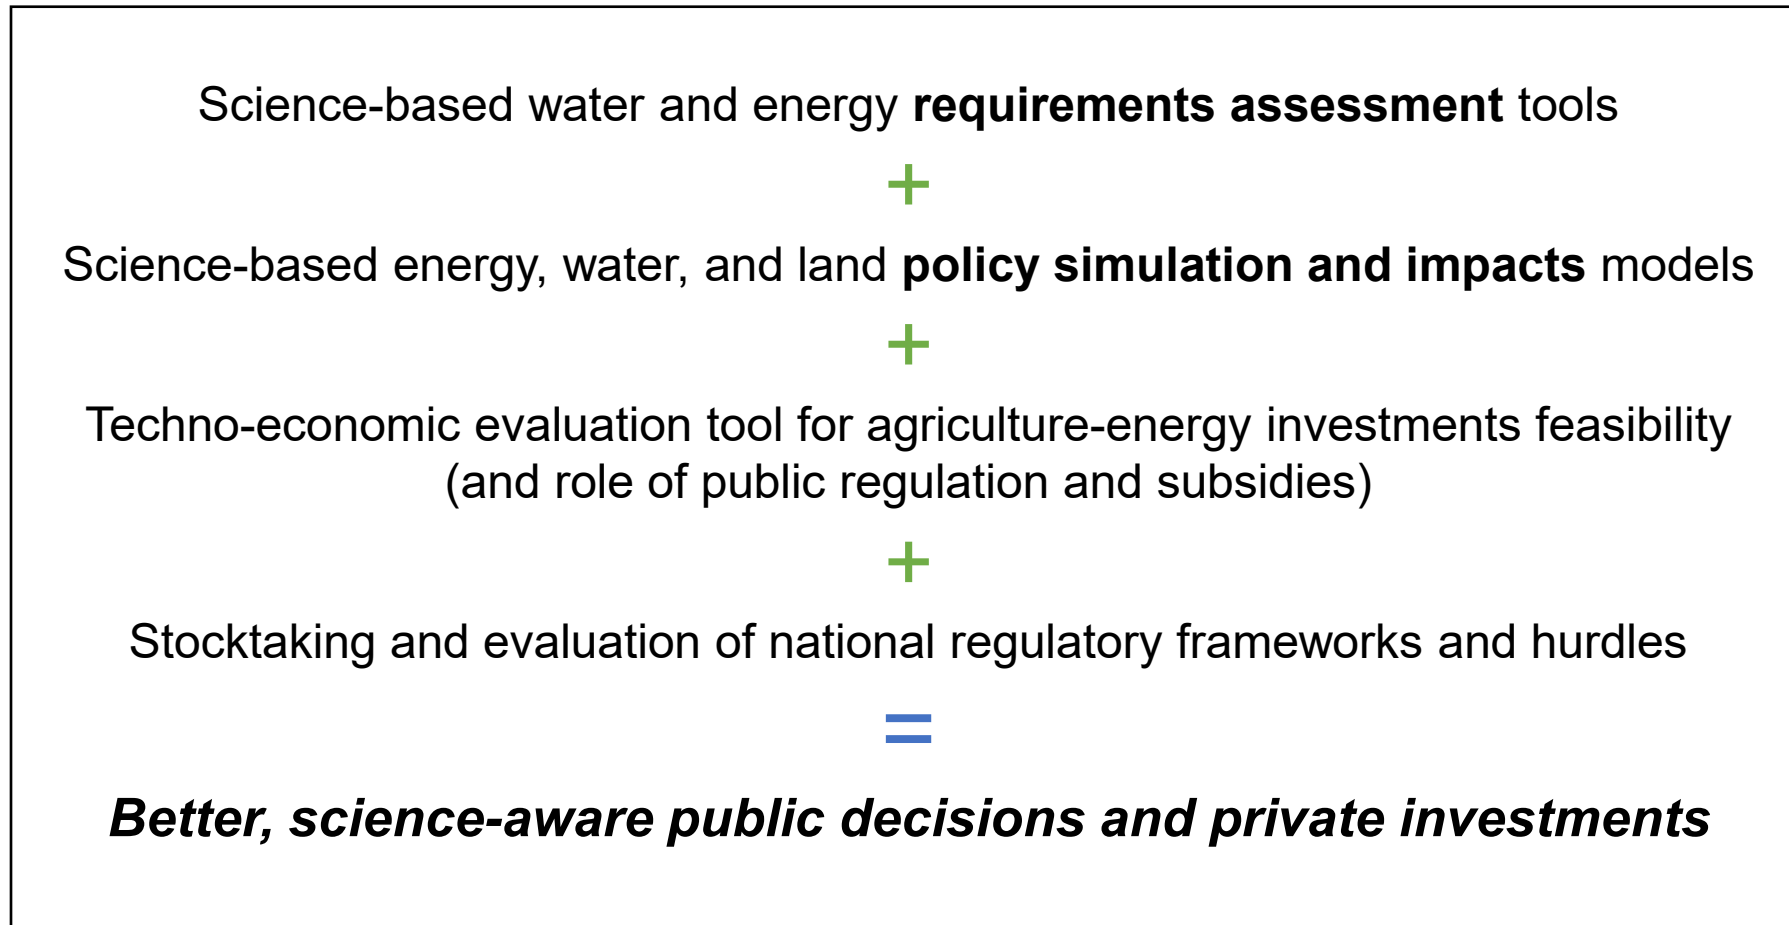 Science-based water and energy requirements assessment tools
+
Science-based energy, water, and land policy simulation and impacts models
+
Techno-economic evaluation tool for agriculture-energy investments feasibility
(and role of public regulation and subsidies)
+
Stocktaking and evaluation of national regulatory frameworks and hurdles
=
Better, science-aware public decisions and private investments